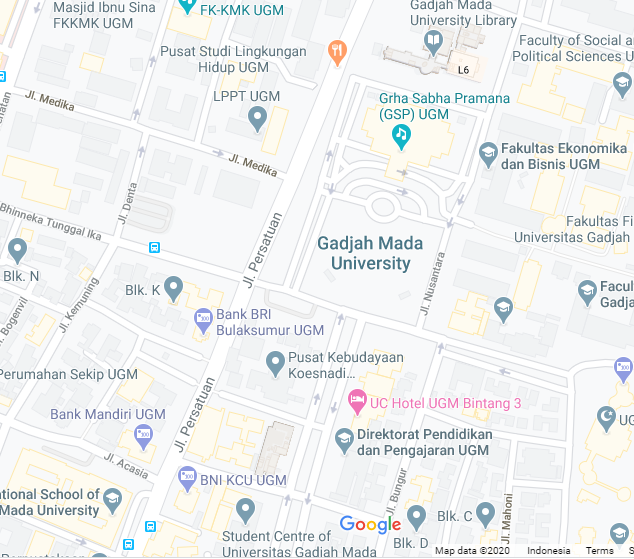 Masjid Ibnu Sina
FKKMK UGM
FK-KMK UGM
Gadjah Mada
University Library
Pusat Studi Lingkungan
Hidup UGM
L6
Faculty of Social an
Political Sciences U
LPPT UGM
Grha Sabha Pramana
(GSP) UGM
Jl. Medika
Jl. Medika
Fakultas Ekonomika
dan Bisnis UGM
Jl. Denta
Bhinneka Tunggal Ika
Jl. Persatuan
Gadjah Mada
University
Fakultas Fi
Universitas Gadjah
Jl. Nusantara
Blk. N
Blk. K
Jl. Kemuning
Bogenvil
Facul
Gadja
Bank BRI
Bulaksumur UGM
Pusat Kebudayaan
Koesnadi...
Perumahan Sekip UGM
Jl. Persatuan
UC Hotel UGM Bintang 3
Bank Mandiri UGM
UG
Direktorat Pendidikan
dan Pengajaran UGM
Jl. Acasia
BNI KCU UGM
Jl. Bungur
Jl. Mahoni
ational School of
Mada University
Student Centre of
Universitas Gadjah Mada
Google
Blk. C
Blk. D
Map data ©2020 Indonesia Terms